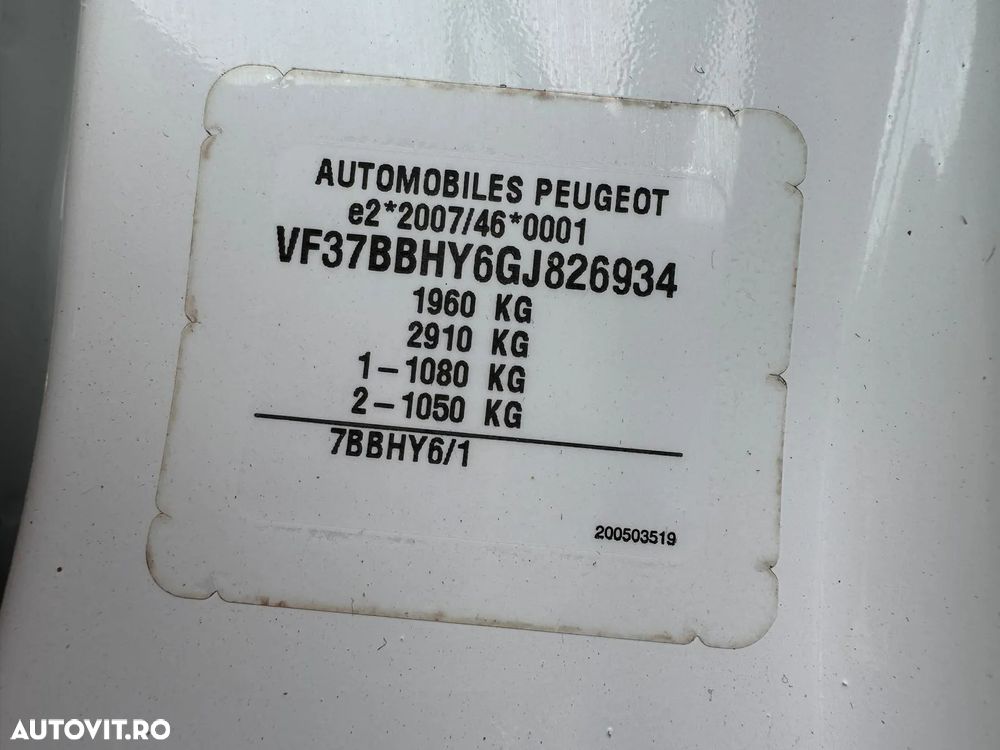 AUTOMOBILES PEUGEOT
e2*2007/46*0001
VF37BBHY6GJ826934
1960 KG
2910 KG
1-1080 KG
2-1050 KG
7BBHY6/1
200503519
AUTOVIT.RO